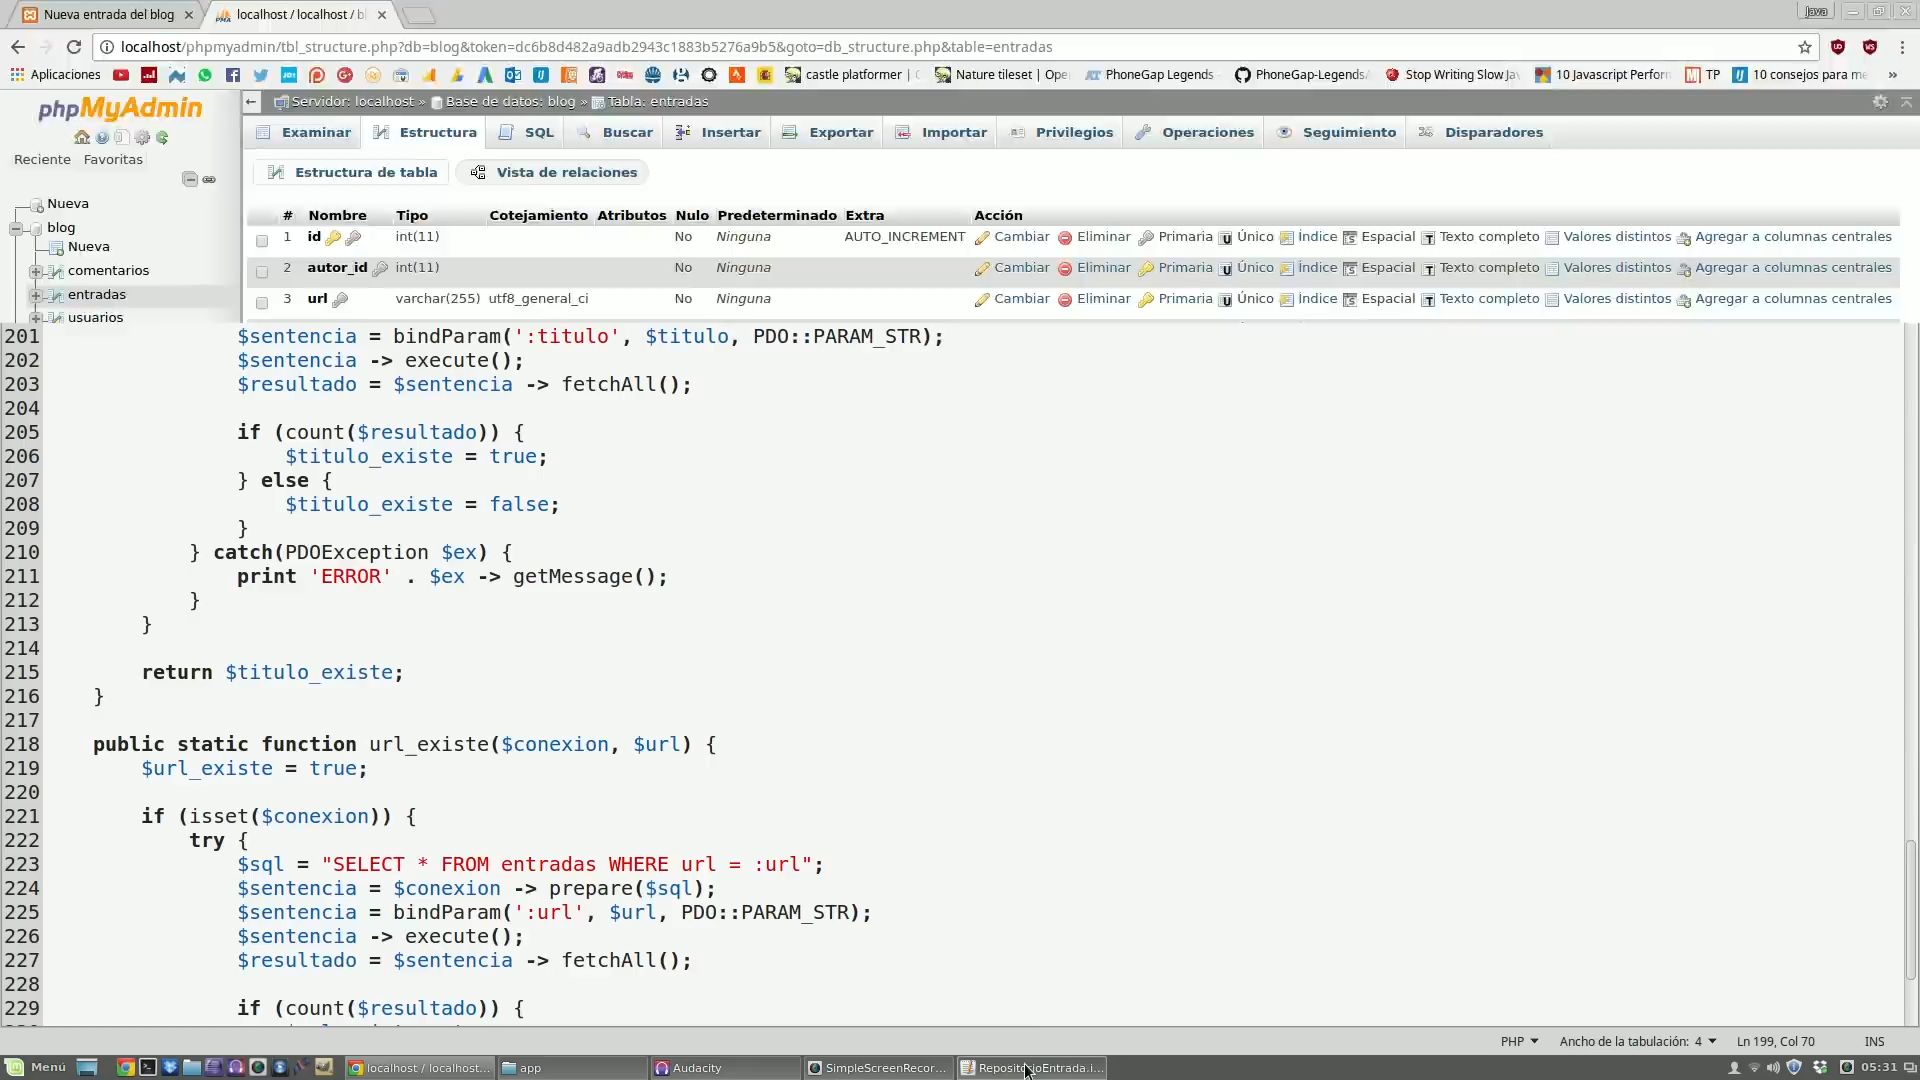 Nueva entrada del blog
localhost / localhost / bl
Java
localhost/phpmyadmin/tbl_structure.php?db=blog&token=dc6b8d482a9adb2943c1883b5276a9b5&goto=db_structure.php&table=entradas
Aplicaciones castle platformer | Nature tileset | Ope PhoneGap Legends PhoneGap-Legends/ Stop Writing Slow Ja 10 Javascript Perfor TP 10 consejos para me »
phpMyAdmin
Reciente Favoritas
Nueva
blog
Nueva
comentarios
entradas
usuarios
Servidor: localhost » Base de datos: blog » Tabla: entradas
Examinar Estructura SQL Buscar Insertar Exportar Importar Privilegios Operaciones Seguimiento Disparadores
Estructura de tabla Vista de relaciones
# Nombre Tipo Cotejamiento Atributos Nulo Predeterminado Extra Acción
1 id int(11) No Ninguna AUTO_INCREMENT Cambiar Eliminar Primaria Único Índice Espacial Texto completo Valores distintos Agregar a columnas centrales
2 autor_id int(11) No Ninguna Cambiar Eliminar Primaria Único Índice Espacial Texto completo Valores distintos Agregar a columnas centrales
3 url varchar(255) utf8_general_ci No Ninguna Cambiar Eliminar Primaria Único Índice Espacial Texto completo Valores distintos Agregar a columnas centrales
201 $sentencia = bindParam(':titulo', $titulo, PDO::PARAM_STR);
202 $sentencia -> execute();
203 $resultado = $sentencia -> fetchAll();
204
205 if (count($resultado)) {
206 $titulo_existe = true;
207 } else {
208 $titulo_existe = false;
209 }
210 } catch(PDOException $ex) {
211 print 'ERROR' . $ex -> getMessage();
212 }
213 }
214
215 return $titulo_existe;
216 }
217
218 public static function url_existe($conexion, $url) {
219 $url_existe = true;
220
221 if (isset($conexion)) {
222 try {
223 $sql = "SELECT * FROM entradas WHERE url = :url";
224 $sentencia = $conexion -> prepare($sql);
225 $sentencia = bindParam(':url', $url, PDO::PARAM_STR);
226 $sentencia -> execute();
227 $resultado = $sentencia -> fetchAll();
228
229 if (count($resultado)) {
PHP Ancho de la tabulación: 4 Ln 199, Col 70 INS
Menú localhost / localhost... app Audacity SimpleScreenRecor... RepositorioEntrada.i... 05:31